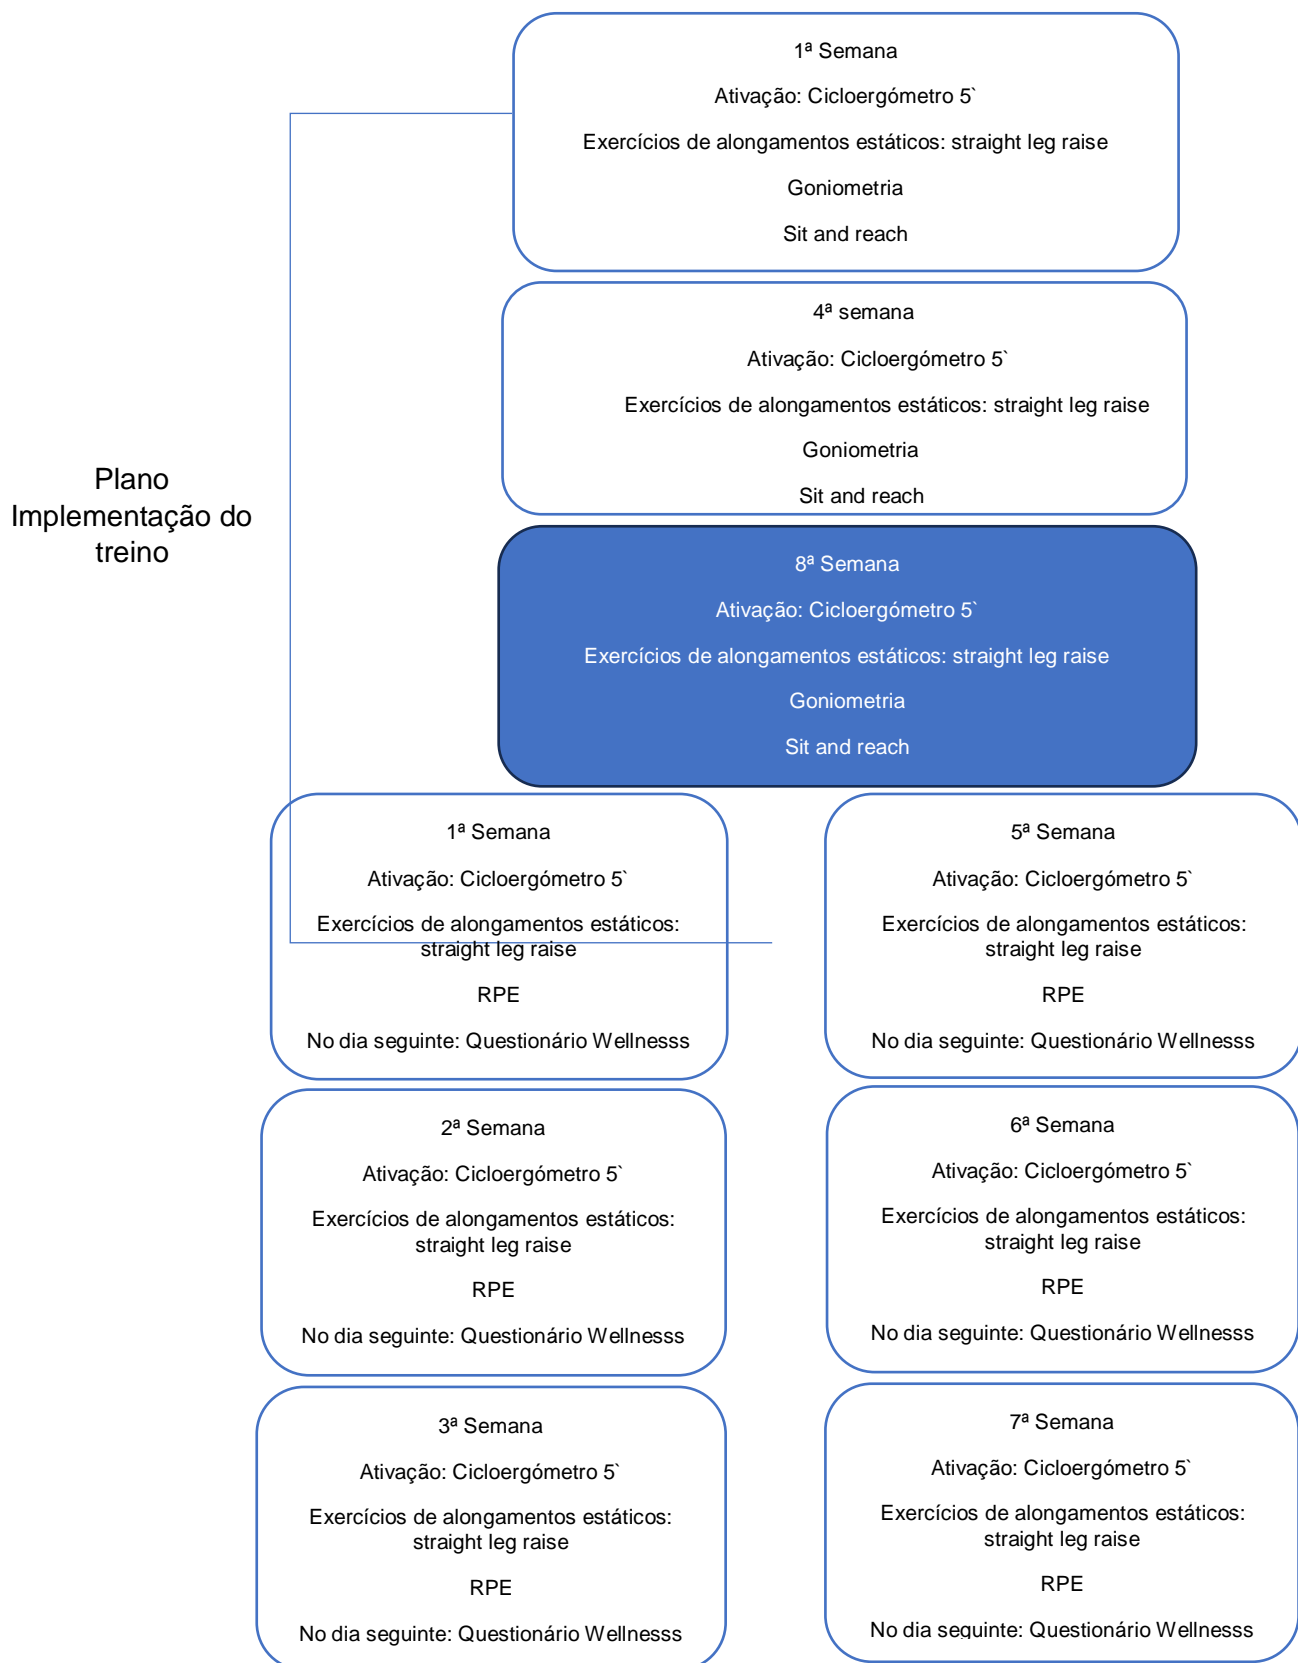 Plano
Implementação do
treino
1ª Semana
Ativação: Cicloergómetro 5`
Exercícios de alongamentos estáticos: straight leg raise
Goniometria
Sit and reach
4ª semana
Ativação: Cicloergómetro 5`
Exercícios de alongamentos estáticos: straight leg raise
Goniometria
Sit and reach
8ª Semana
Ativação: Cicloergómetro 5`
Exercícios de alongamentos estáticos: straight leg raise
Goniometria
Sit and reach
1ª Semana
Ativação: Cicloergómetro 5`
Exercícios de alongamentos estáticos:
straight leg raise
RPE
No dia seguinte: Questionário Wellnesss
2ª Semana
Ativação: Cicloergómetro 5`
Exercícios de alongamentos estáticos:
straight leg raise
RPE
No dia seguinte: Questionário Wellnesss
3ª Semana
Ativação: Cicloergómetro 5`
Exercícios de alongamentos estáticos:
straight leg raise
RPE
No dia seguinte: Questionário Wellnesss
5ª Semana
Ativação: Cicloergómetro 5`
Exercícios de alongamentos estáticos:
straight leg raise
RPE
No dia seguinte: Questionário Wellnesss
6ª Semana
Ativação: Cicloergómetro 5`
Exercícios de alongamentos estáticos:
straight leg raise
RPE
No dia seguinte: Questionário Wellnesss
7ª Semana
Ativação: Cicloergómetro 5`
Exercícios de alongamentos estáticos:
straight leg raise
RPE
No dia seguinte: Questionário Wellnesss